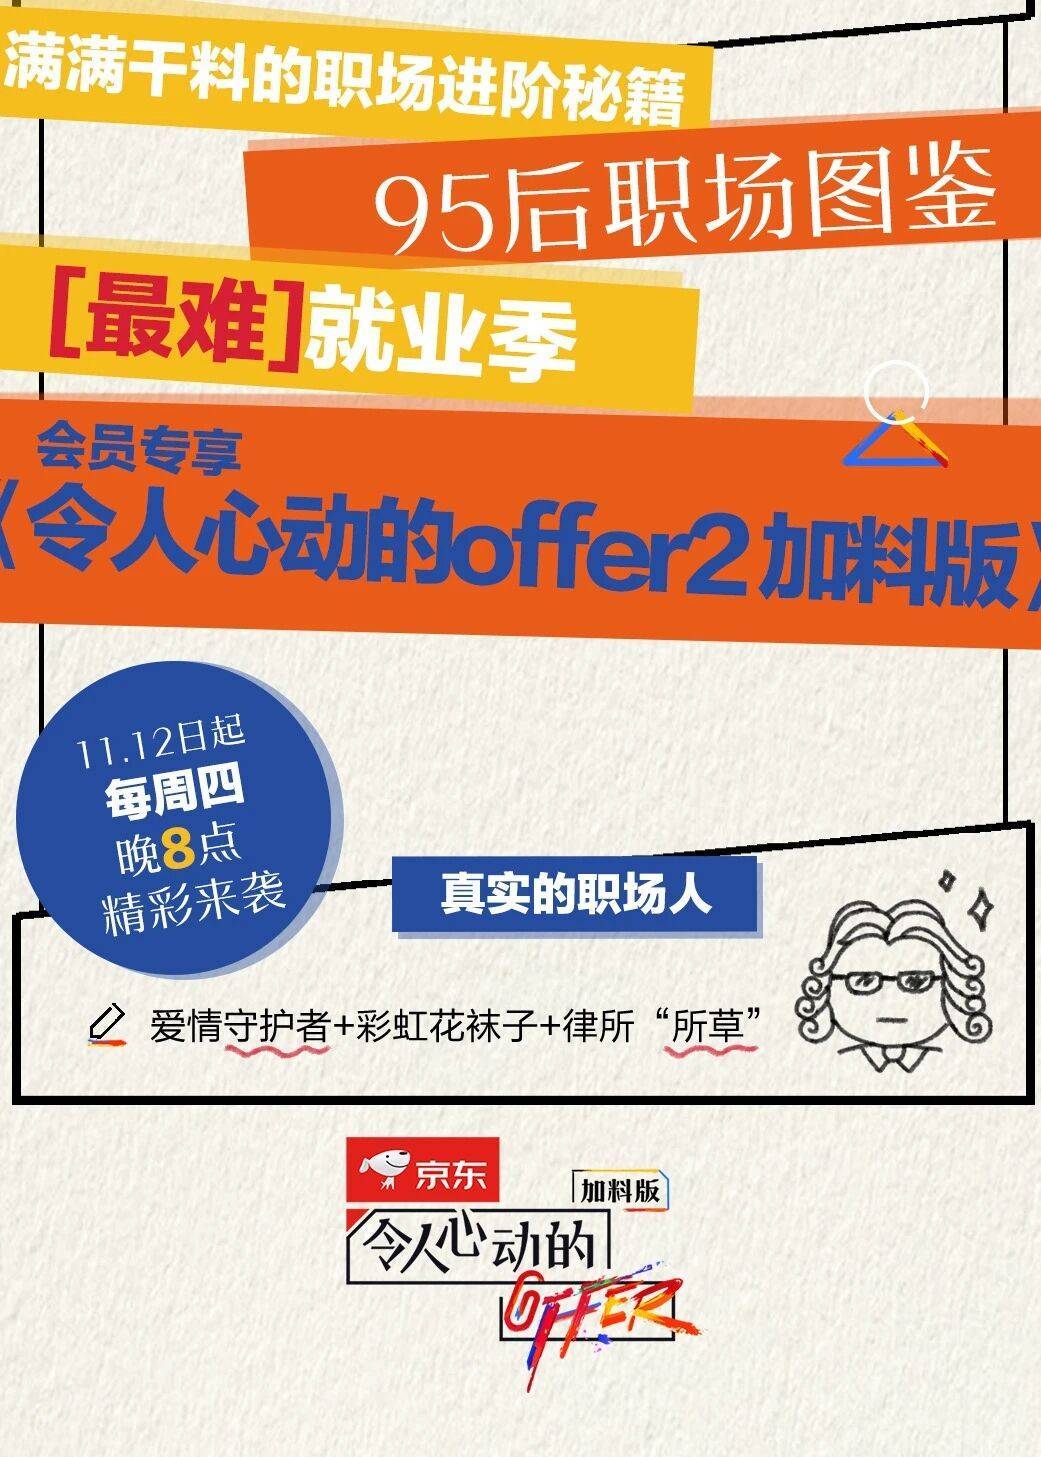 满满干料的职场进阶秘籍
95后职场图鉴
[最难]就业季
会员专享
《令人心动的offer2加料版》
11.12日起
每周四
晚8点
精彩来袭
真实的职场人
爱情守护者+彩虹花袜子+律所“所草”
京东
加料版
令人心动的
OFFER